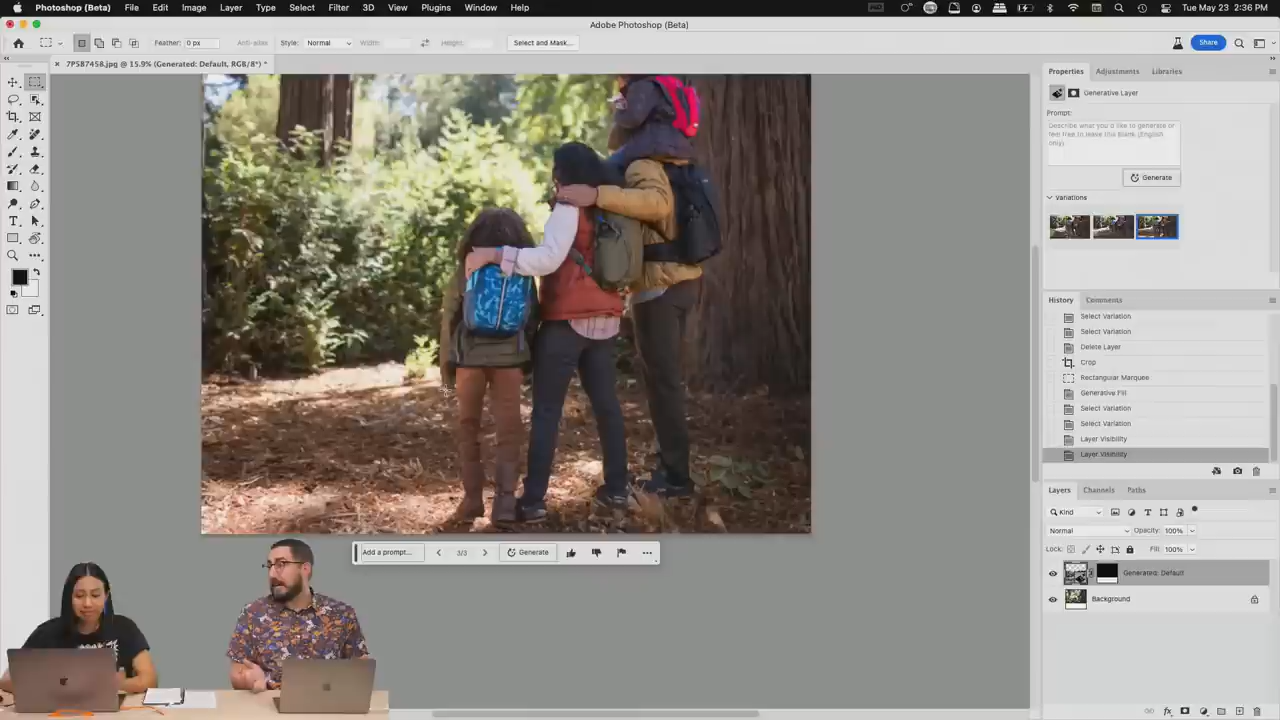 Photoshop (Beta) File Edit Image Layer Type Select Filter 3D View Plugins Window Help Tue May 23 2:36 PM
Adobe Photoshop (Beta)
Feather: 0 px Anti-alias Style: Normal Width: Height: Select and Mask... Share
× 7P5B7458.jpg @ 15.9% (Generated: Default, RGB/8*) *
Properties Adjustments Libraries
Generative Layer
Prompt:
Describe what you'd like to generate or
feel free to leave this blank (English
only).
Generate
Variations
History Comments
Select Variation
Select Variation
Delete Layer
Crop
Rectangular Marquee
Generative Fill
Select Variation
Select Variation
Layer Visibility
Layer Visibility
Layers Channels Paths
Kind
Normal Opacity: 100%
Lock: Fill: 100%
Generated: Default
Background
Add a prompt... 3/3 Generate